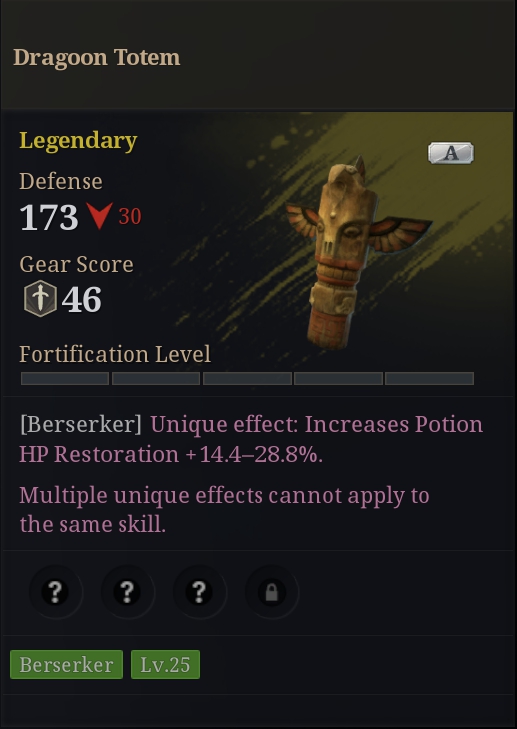 Dragoon Totem
Legendary
A
Defense
173 30
Gear Score
46
Fortification Level
[Berserker] Unique effect: Increases Potion
HP Restoration +14.4–28.8%.
Multiple unique effects cannot apply to
the same skill.
? ? ?
Berserker Lv.25